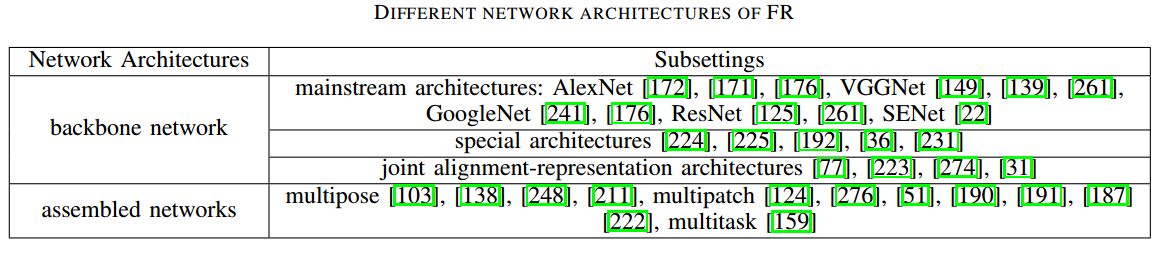 DIFFERENT NETWORK ARCHITECTURES OF FR
Network Architectures Subsettings
mainstream architectures: AlexNet [172], [171], [176], VGGNet [149], [139], [261],
GoogleNet [241], [176], ResNet [125], [261], SENet [22]
backbone network
special architectures [224], [225], [192], [36], [231]
joint alignment-representation architectures [77], [223], [274], [31]
assembled networks
multipose [103], [138], [248], [211], multipatch [124], [276], [51], [190], [191], [187]
[222], multitask [159]